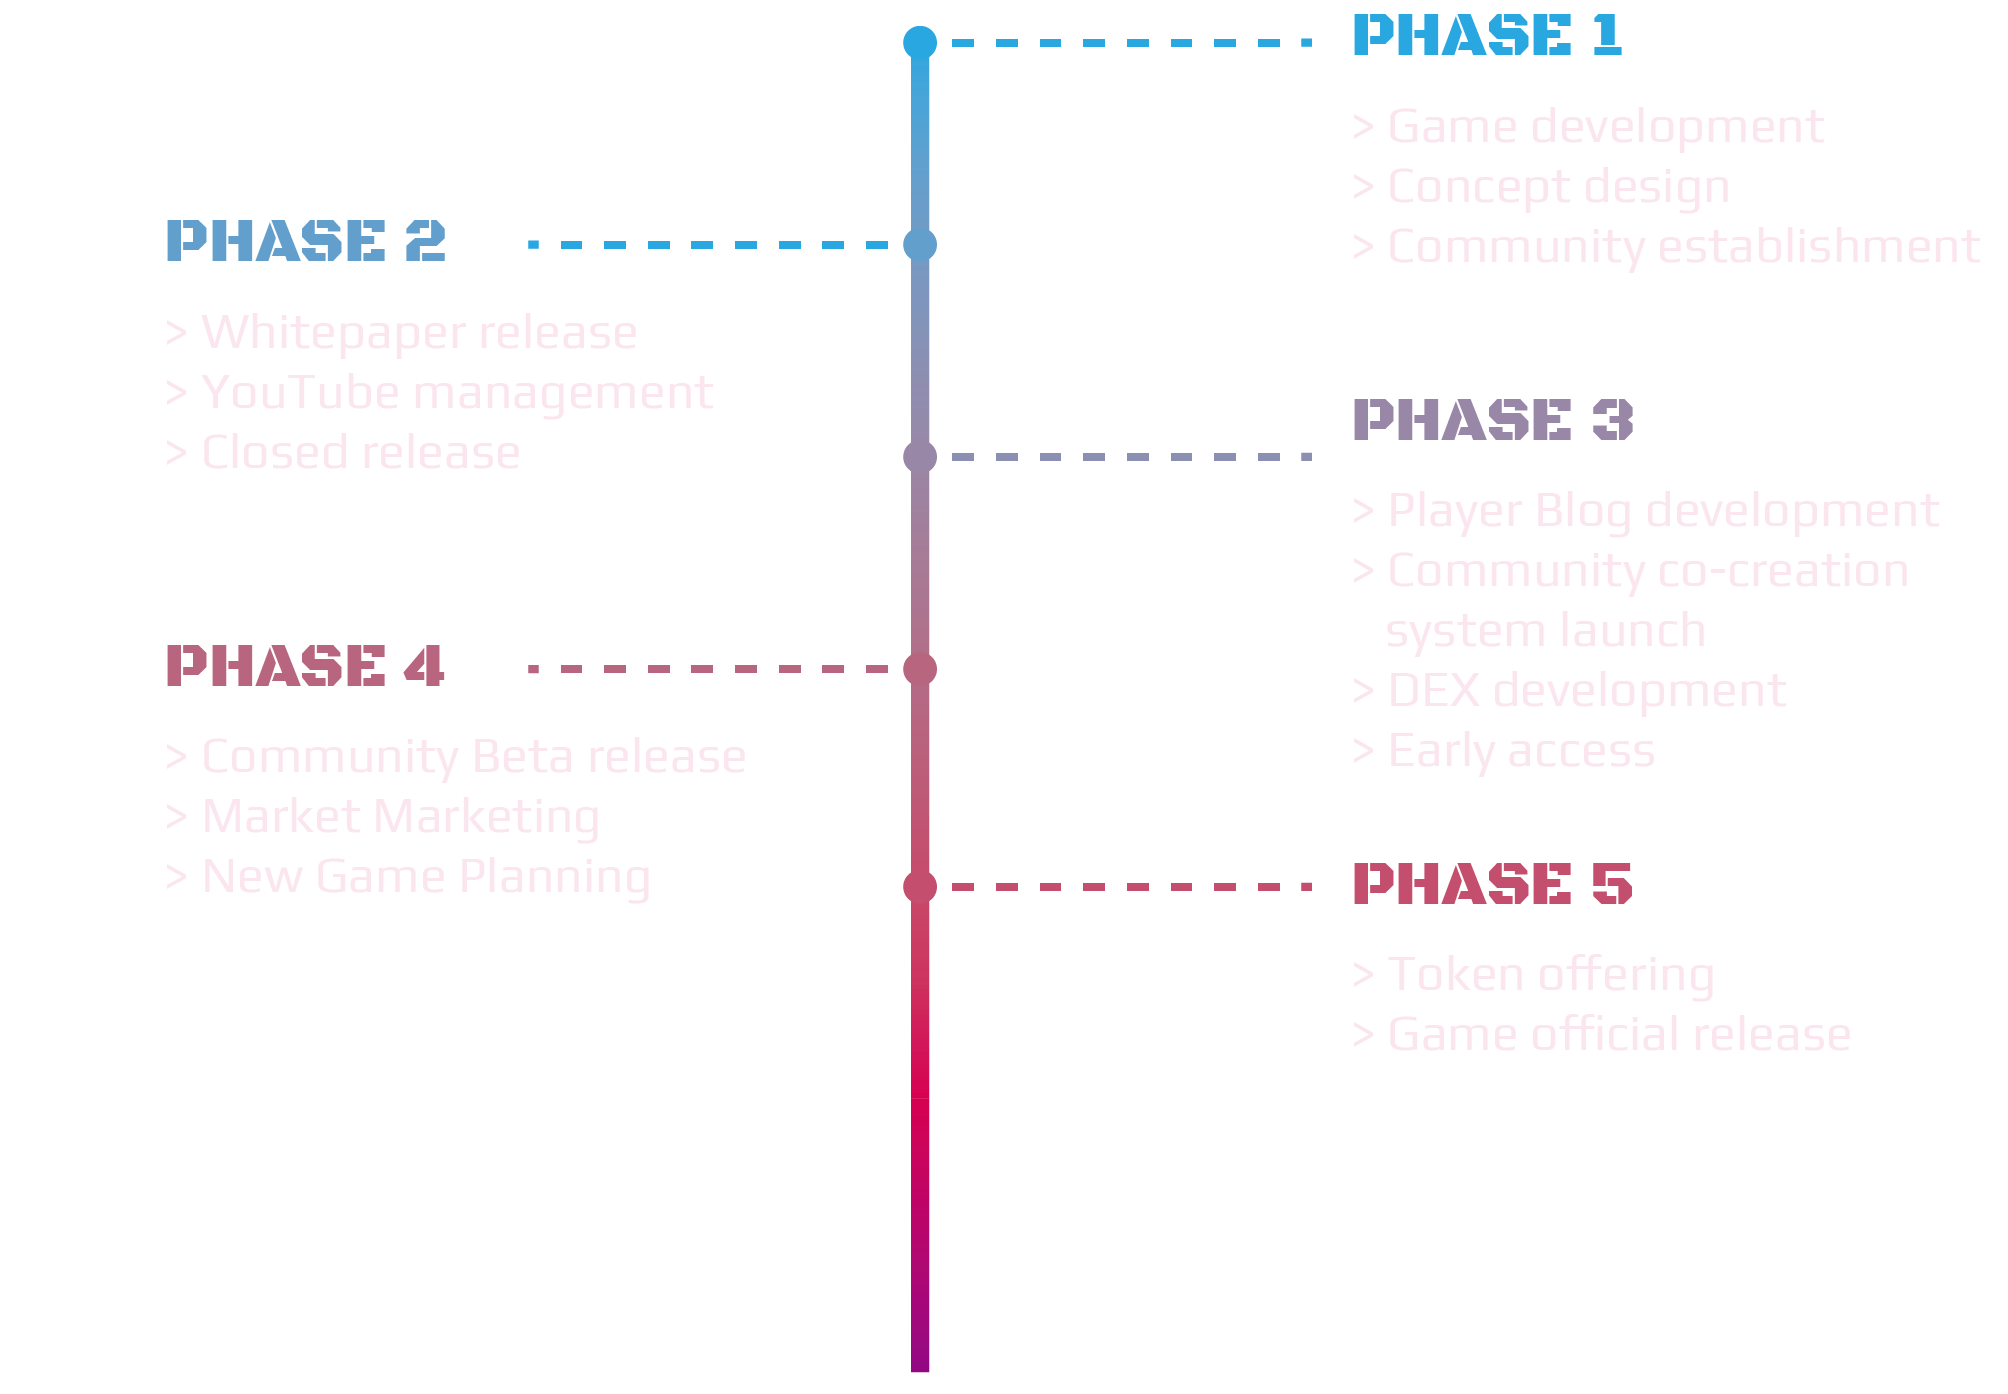 PHASE 1
> Game development
> Concept design
> Community establishment
PHASE 2
> Whitepaper release
> YouTube management
> Closed release
PHASE 3
> Player Blog development
> Community co-creation
system launch
> DEX development
> Early access
PHASE 4
> Community Beta release
> Market Marketing
> New Game Planning
PHASE 5
> Token offering
> Game official release